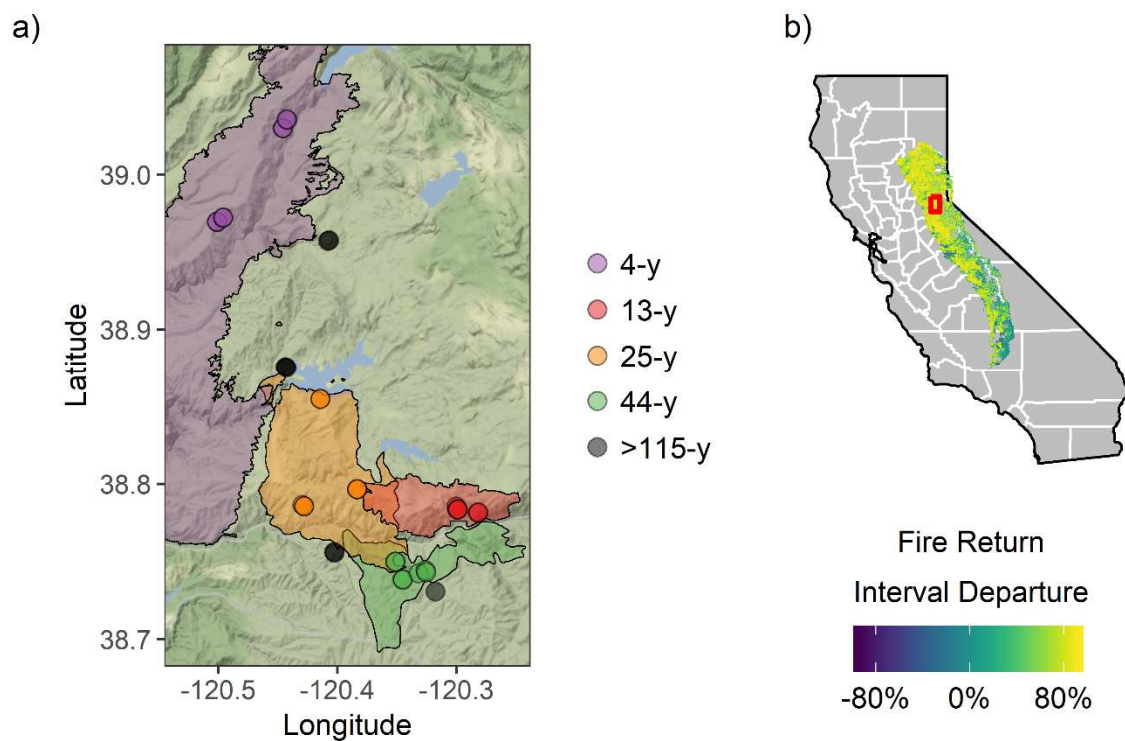 a)
b)
39.0
38.9
38.8
38.7
Latitude
-120.5
-120.4
-120.3
Longitude
4-y
13-y
25-y
44-y
>115-y
Fire Return
Interval Departure
-80%
0%
80%